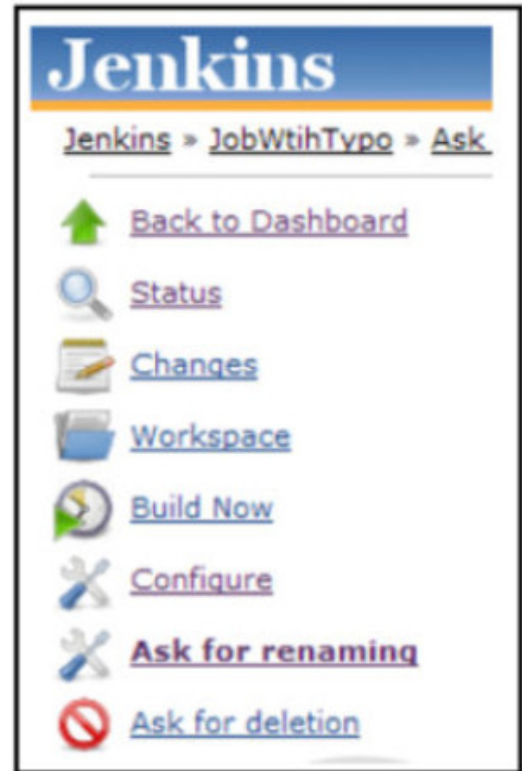 Jenkins
Jenkins » JobWtihTypo » Ask
Back to Dashboard
Status
Changes
Workspace
Build Now
Configure
Ask for renaming
Ask for deletion